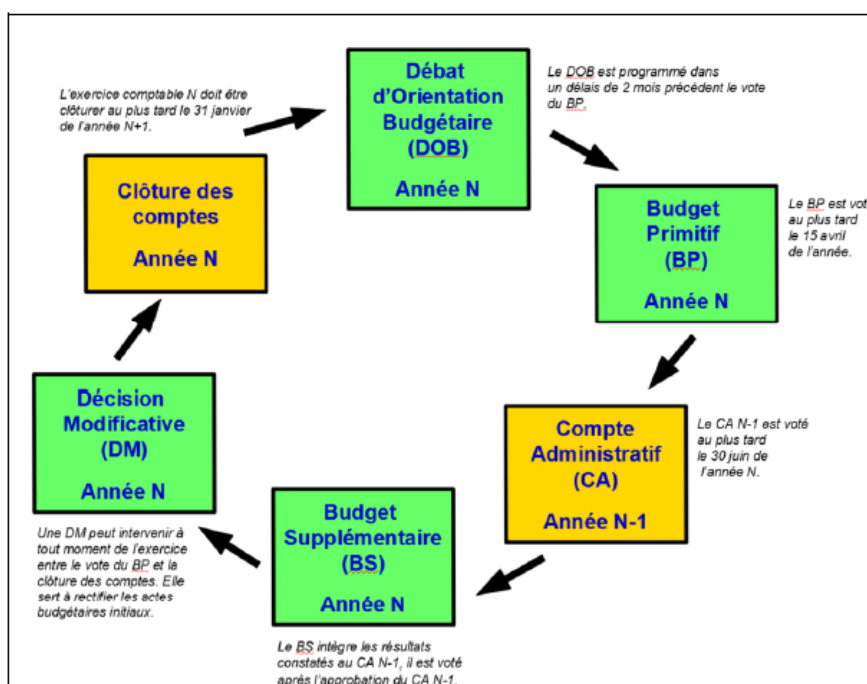 L'exercice comptable N doit être
clôturer au plus tard le 31 janvier
de l'année N+1.
Débat
d'Orientation
Budgétaire
(DOB)
Année N
Le DOB est programmé dans
un délais de 2 mois précédent le vote
du BP.
Clôture des
comptes
Année N
Budget
Primitif
(BP)
Année N
Le BP est vot
au plus tard
le 15 avril
de l'année.
Décision
Modificative
(DM)
Année N
Compte
Administratif
(CA)
Année N-1
Le CA N-1 est voté
au plus tard
le 30 juin de
l'année N.
Budget
Supplémentaire
(BS)
Année N
Une DM peut intervenir à
tout moment de l'exercice
entre le vote du BP et la
clôture des comptes. Elle
sert à rectifier les actes
budgétaires initiaux.
Le BS intègre les résultats
constatés au CA N-1, il est voté
après l'approbation du CA N-1.